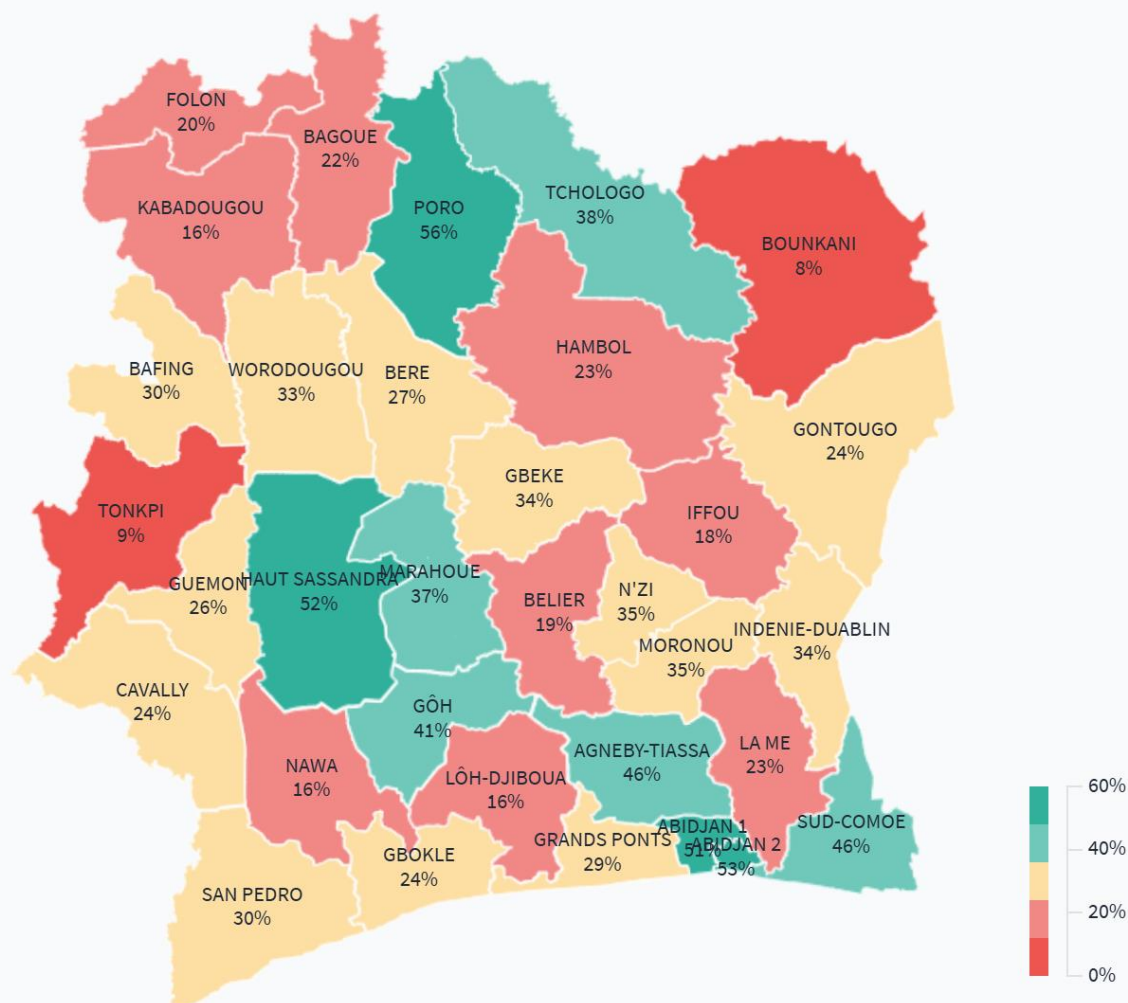 FOLON
20%
BAGOUE
22%
KABADOUGOU
16%
PORO
56%
TCHOLOGO
38%
BOUNKANI
8%
BAFING
30%
WORODOUGOU
33%
BERE
27%
HAMBOL
23%
GONTOUGO
24%
TONKPI
9%
GBEKE
34%
IFFOU
18%
GUEMON
26%
HAUT SASSANDRA
52%
MARAHOUE
37%
BELIER
19%
N'ZI
35%
MORONOU
35%
INDENIE-DUABLIN
34%
CAVALLY
24%
GÔH
41%
NAWA
16%
LÔH-DJIBOUA
16%
AGNEBY-TIASSA
46%
LA ME
23%
SUD-COMOE
46%
ABIDJAN 1
51%
ABIDJAN 2
53%
GRANDS PONTS
29%
GBOKLE
24%
SAN PEDRO
30%
60%
40%
20%
0%